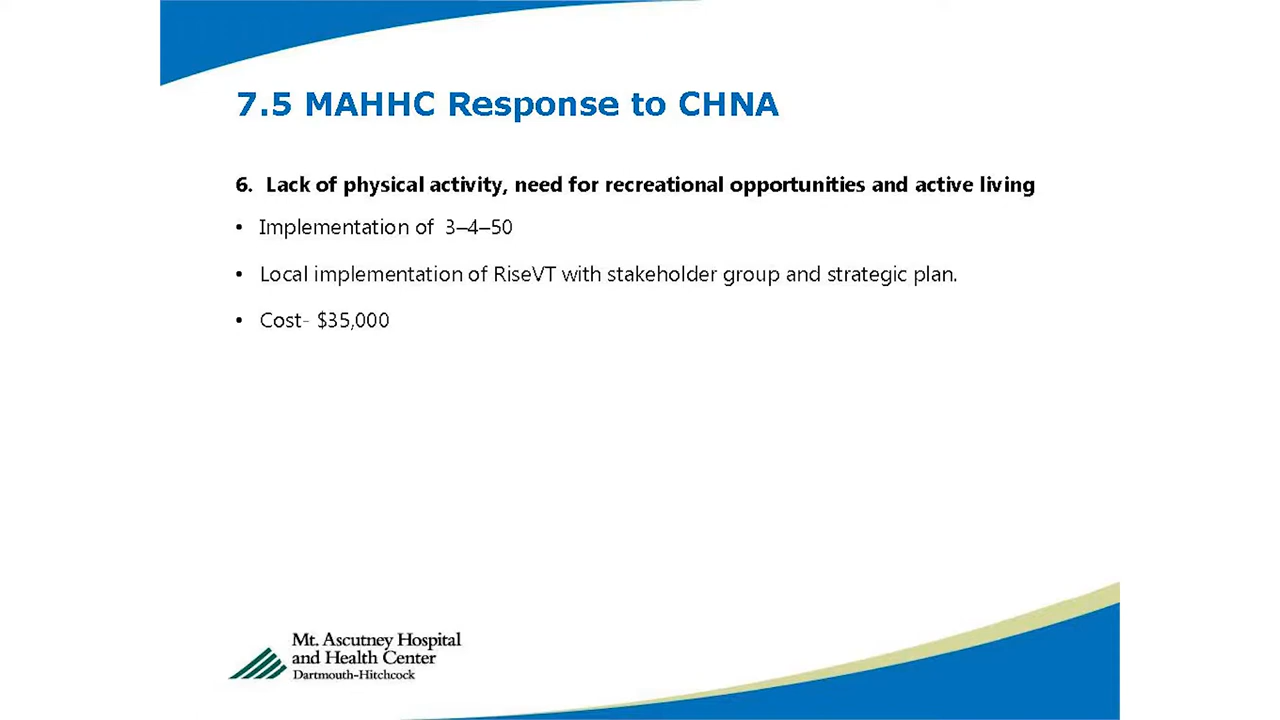 7.5 MAHHC Response to CHNA
6. Lack of physical activity, need for recreational opportunities and active living
• Implementation of 3–4–50
• Local implementation of RiseVT with stakeholder group and strategic plan.
• Cost- $35,000
Mt. Ascutney Hospital
and Health Center
Dartmouth-Hitchcock